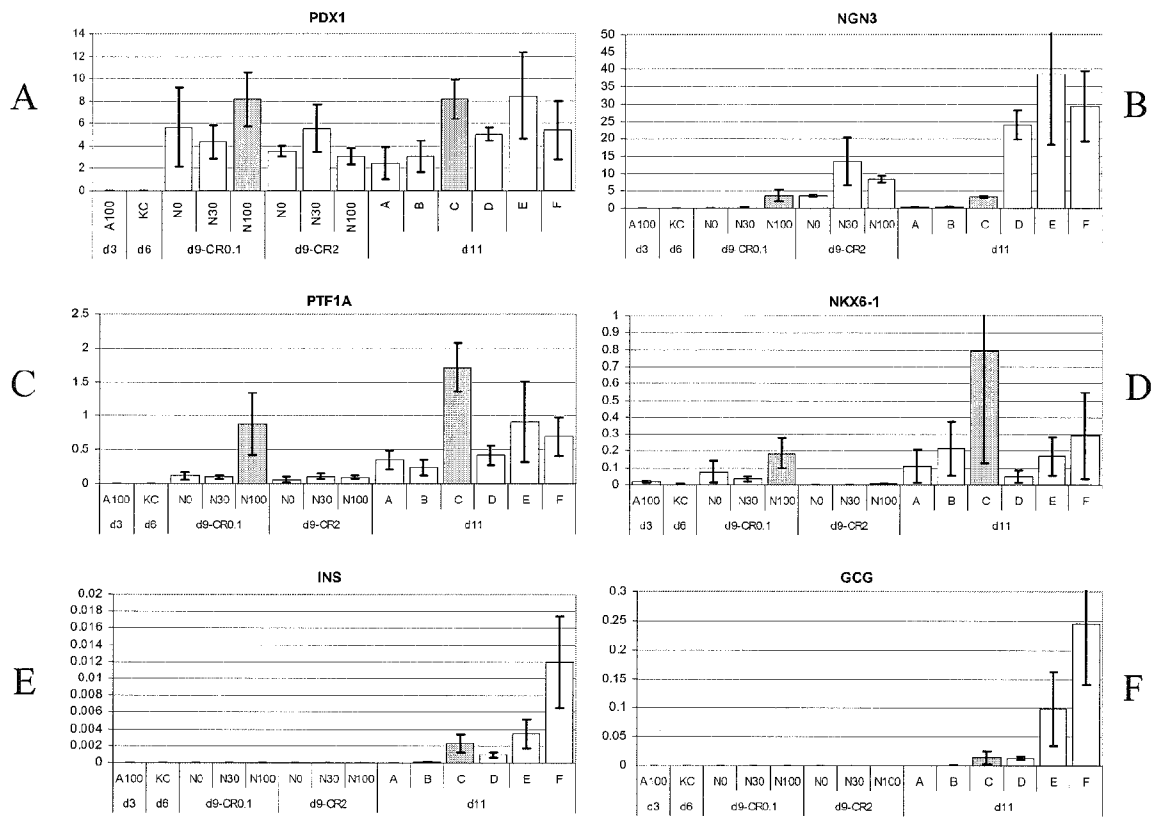 PDX1
A
14
12
10
8
6
4
2
0
A100 KC N0 N30 N100 N0 N30 N100 A B C D E F
d3 d6 d9-CR0.1 d9-CR2 d11
NGN3
B
50
45
40
35
30
25
20
15
10
5
0
A100 KC N0 N30 N100 N0 N30 N100 A B C D E F
d3 d6 d9-CR0.1 d9-CR2 d11
PTF1A
C
2.5
2
1.5
1
0.5
0
A100 KC N0 N30 N100 N0 N30 N100 A B C D E F
d3 d6 d9-CR0.1 d9-CR2 d11
NKX6-1
D
1
0.9
0.8
0.7
0.6
0.5
0.4
0.3
0.2
0.1
0
A100 KC N0 N30 N100 N0 N30 N100 A B C D E F
d3 d6 d9-CR0.1 d9-CR2 d11
INS
E
0.02
0.018
0.016
0.014
0.012
0.01
0.008
0.006
0.004
0.002
0
A100 KC N0 N30 N100 N0 N30 N100 A B C D E F
d3 d6 d9-CR0.1 d9-CR2 d11
GCG
F
0.3
0.25
0.2
0.15
0.1
0.05
0
A100 KC N0 N30 N100 N0 N30 N100 A B C D E F
d3 d6 d9-CR0.1 d9-CR2 d11